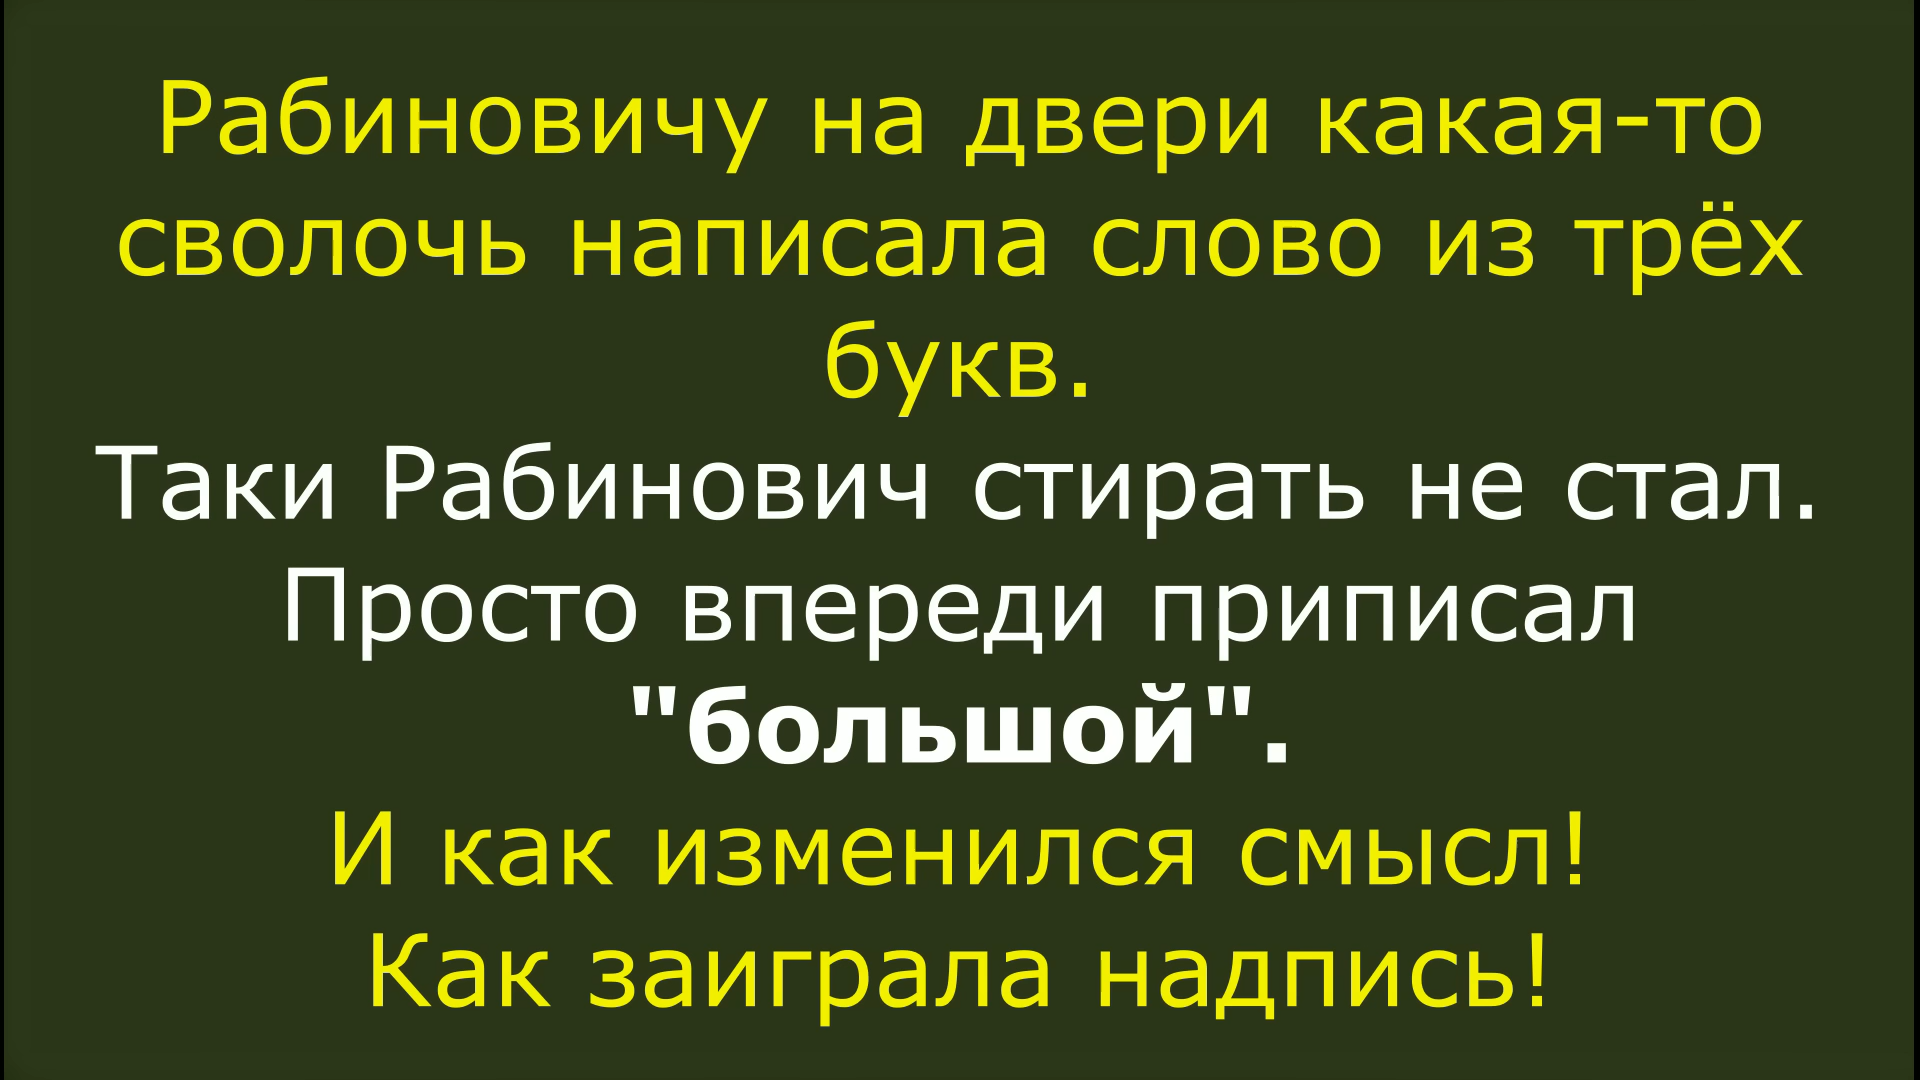 Рабиновичу на двери какая-то
сволочь написала слово из трёх
букв.
Таки Рабинович стирать не стал.
Просто впереди приписал
"большой".
И как изменился смысл!
Как заиграла надпись!